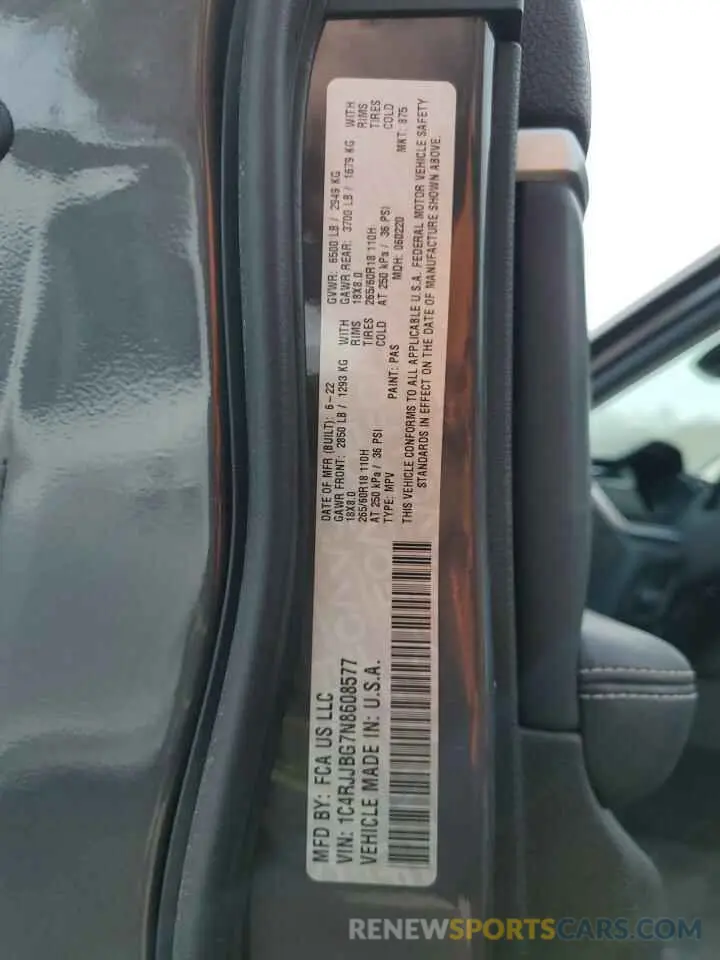 MFD BY: FCA US LLC
VIN: 1C4RJJBG7N8608577
VEHICLE MADE IN: U.S.A.
DATE OF MFR (BUILT): 6-22
GVWR: 6500 LB / 2949 KG
GAWR FRONT: 2850 LB / 1293 KG WITH
18X8.0 RIMS
265/60R18 110H TIRES
AT 250 kPa / 36 PSI COLD
GAWR REAR: 3700 LB / 1679 KG WITH
18X8.0 RIMS
265/60R18 110H TIRES
AT 250 kPa / 36 PSI COLD
TYPE: MPV PAINT: PAS MDH: 060220 MKT: 875
THIS VEHICLE CONFORMS TO ALL APPLICABLE U.S.A. FEDERAL MOTOR VEHICLE SAFETY
STANDARDS IN EFFECT ON THE DATE OF MANUFACTURE SHOWN ABOVE.
RENEWSPORTSCARS.COM